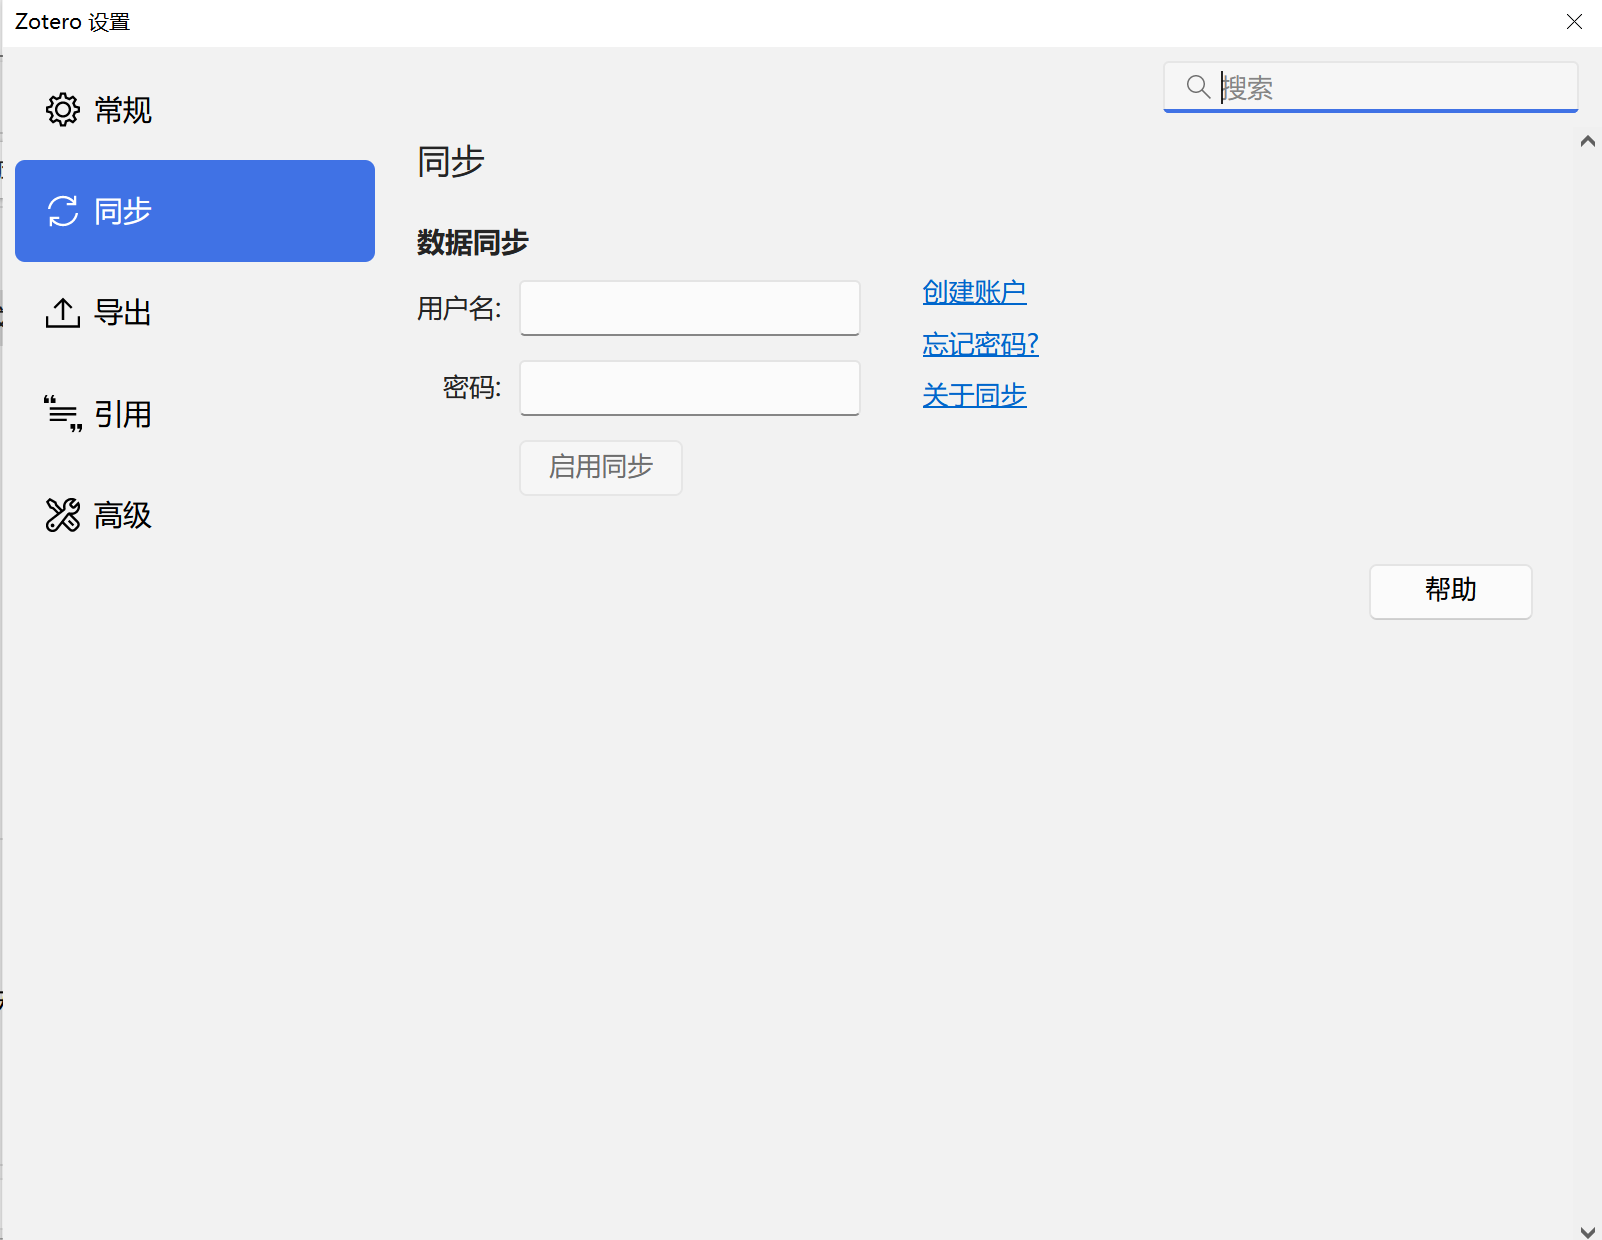 Zotero 设置
常规
同步
导出
引用
高级
搜索
同步
数据同步
用户名:
密码:
启用同步
创建账户
忘记密码?
关于同步
帮助